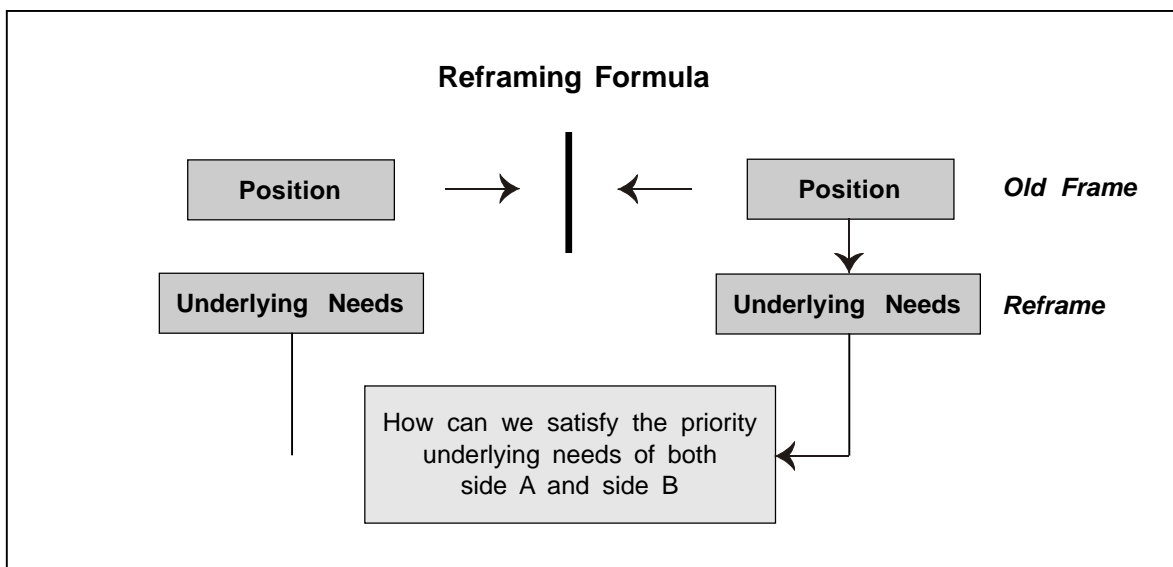 Reframing Formula
Position
Position
Old Frame
Underlying Needs
Underlying Needs
Reframe
How can we satisfy the priority
underlying needs of both
side A and side B